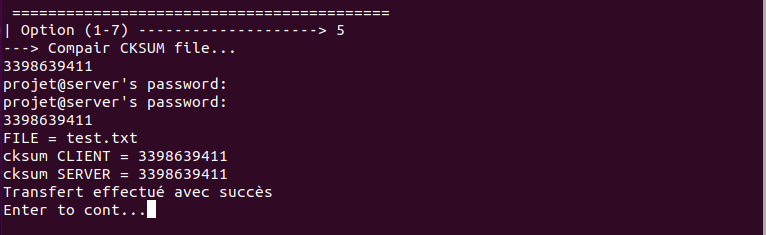 ==========================================
| Option (1-7) --------------------> 5
---> Compair CKSUM file...
3398639411
projet@server's password:
projet@server's password:
3398639411
FILE = test.txt
cksum CLIENT = 3398639411
cksum SERVER = 3398639411
Transfert effectué avec succès
Enter to cont...